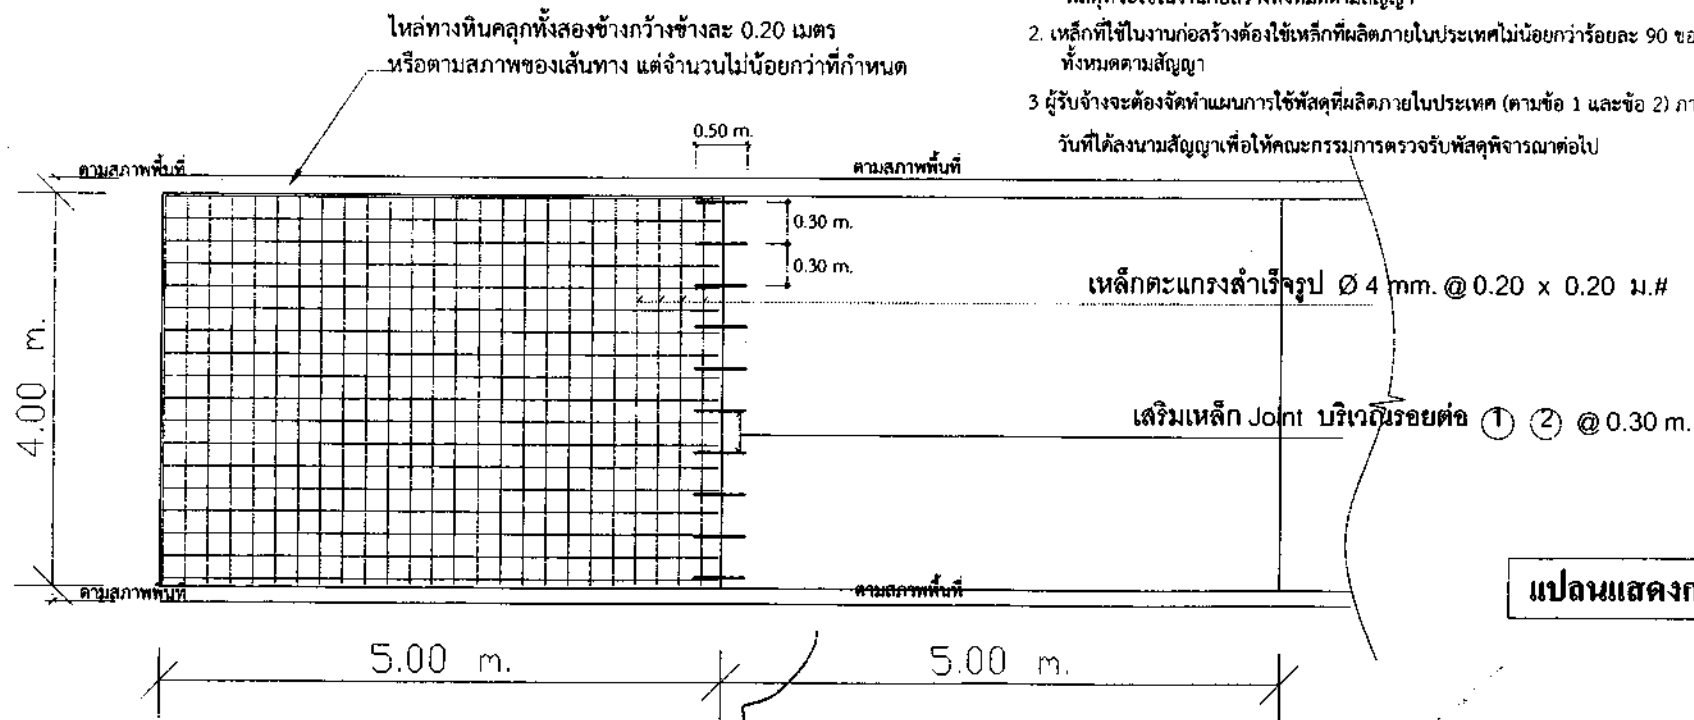 ไหล่ทางหินคลุกทั้งสองข้างกว้างข้างละ 0.20 เมตร
หรือตามสภาพของเส้นทาง แต่จำนวนไม่น้อยกว่าที่กำหนด
2. เหล็กที่ใช้ในงานก่อสร้างต้องใช้เหล็กที่ผลิตภายในประเทศไม่น้อยกว่าร้อยละ 90 ขอ
ทั้งหมดตามสัญญา
3 ผู้รับจ้างจะต้องจัดทำแผนการใช้พัสดุที่ผลิตภายในประเทศ (ตามข้อ 1 และข้อ 2) ภา
วันที่ได้ลงนามสัญญาเพื่อให้คณะกรรมการตรวจรับพัสดุพิจารณาต่อไป
0.50 m.
ตามสภาพพื้นที่
ตามสภาพพื้นที่
0.30 m.
0.30 m.
เหล็กตะแกรงสำเร็จรูป Ø 4 mm. @ 0.20 x 0.20 ม.#
4.00 m.
เสริมเหล็ก Joint บริเวณรอยต่อ ① ② @ 0.30 m.
ตามสภาพพื้นที่
ตามสภาพพื้นที่
แปลนแสดงก
5.00 m.
5.00 m.